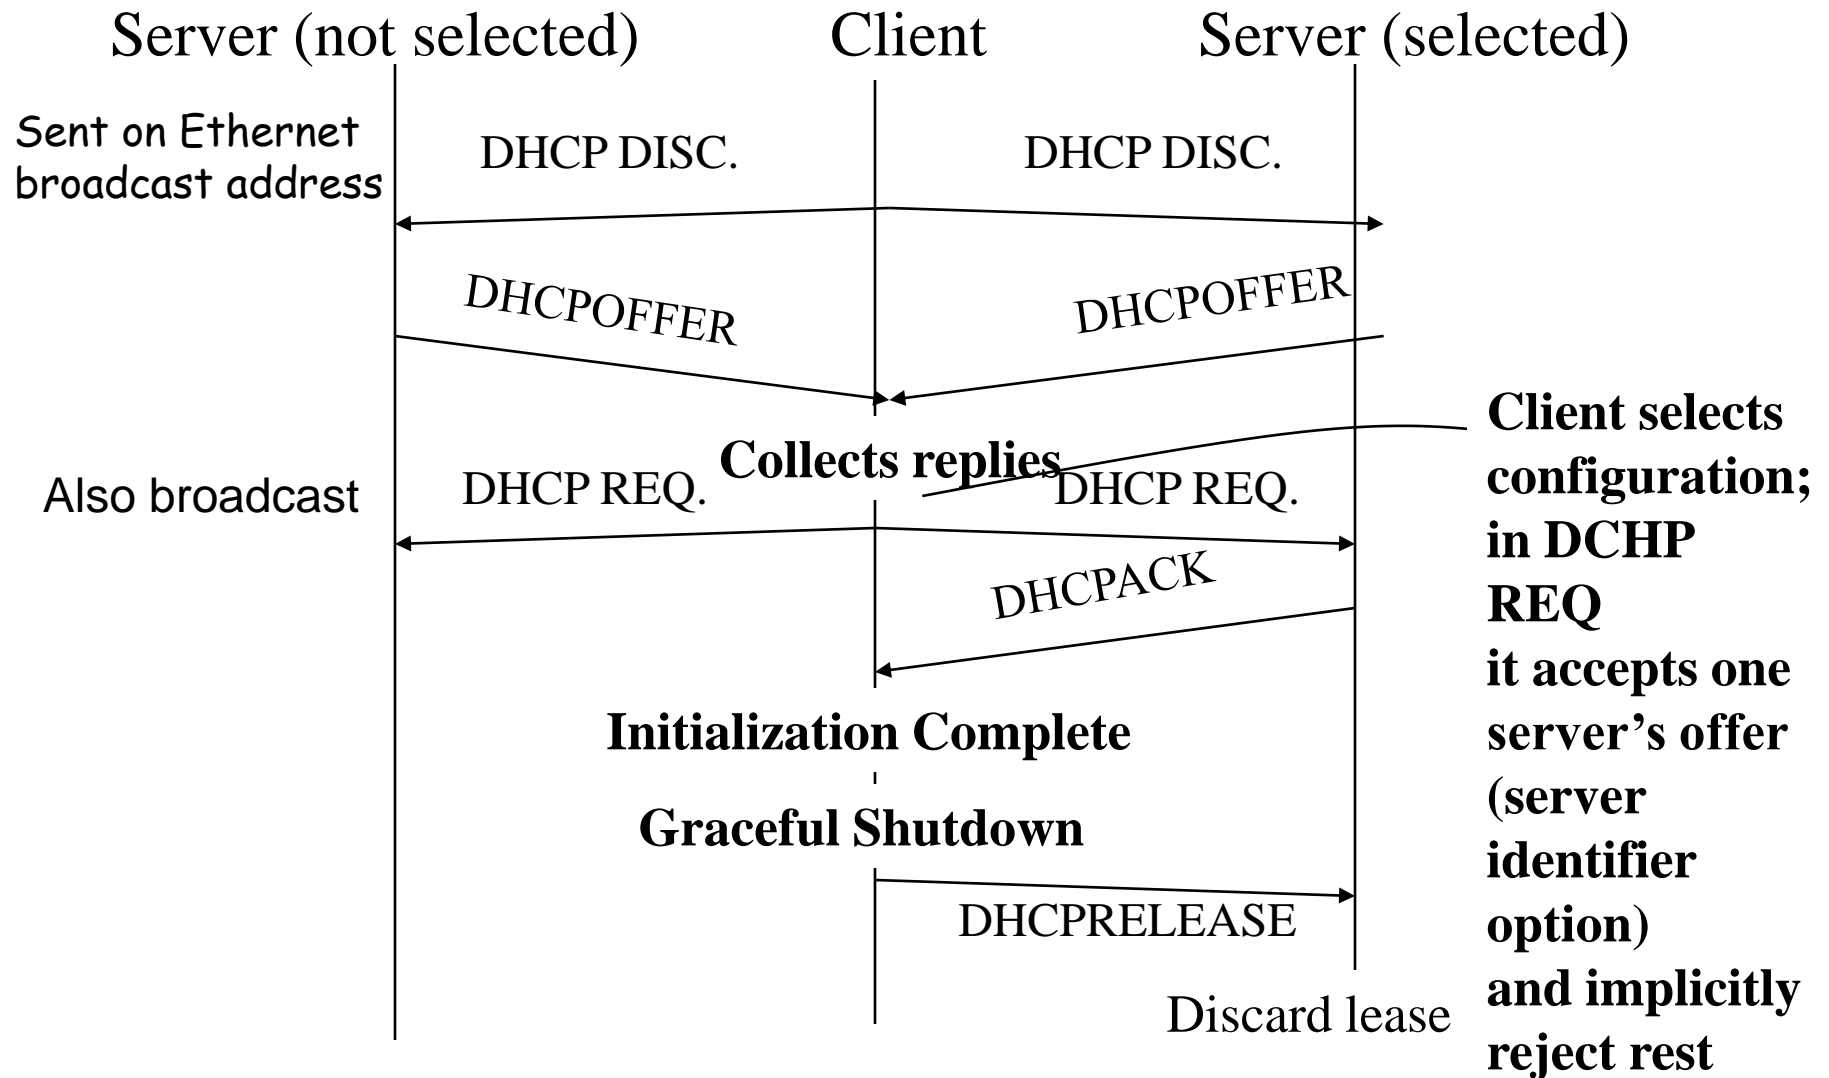 Server (not selected)
Client
Server (selected)
Sent on Ethernet
broadcast address
DHCP DISC.
DHCP DISC.
DHCPOFFER
DHCPOFFER
Collects replies
Also broadcast
DHCP REQ.
DHCP REQ.
DHCPACK
Initialization Complete
Graceful Shutdown
DHCPRELEASE
Discard lease
Client selects
configuration;
in DCHP
REQ
it accepts one
server’s offer
(server
identifier
option)
and implicitly
reject rest